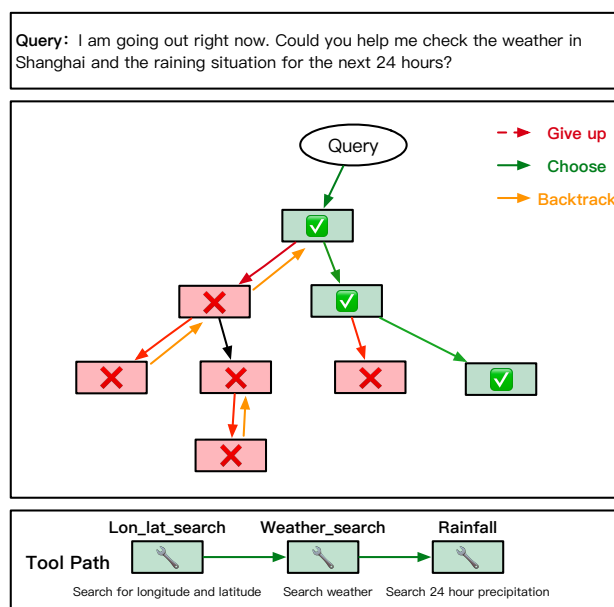 Query: I am going out right now. Could you help me check the weather in
Shanghai and the raining situation for the next 24 hours?
Query
Give up
Choose
Backtrack
Lon_lat_search
Weather_search
Rainfall
Tool Path
Search for longitude and latitude
Search weather
Search 24 hour precipitation